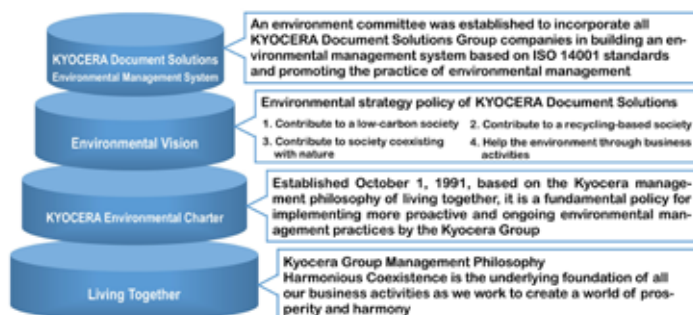 KYOCERA Document Solutions
Environmental Management System
An environment committee was established to incorporate all
KYOCERA Document Solutions Group companies in building an en-
vironmental management system based on ISO 14001 standards
and promoting the practice of environmental management
Environmental Vision
Environmental strategy policy of KYOCERA Document Solutions
1. Contribute to a low-carbon society
2. Contribute to a recycling-based society
3. Contribute to society coexisting
with nature
4. Help the environment through business
activities
KYOCERA Environmental Charter
Established October 1, 1991, based on the Kyocera manage-
ment philosophy of living together, it is a fundamental policy for
implementing more proactive and ongoing environmental man-
agement practices by the Kyocera Group
Living Together
Kyocera Group Management Philosophy
Harmonious Coexistence is the underlying foundation of all
our business activities as we work to create a world of pros-
perity and harmony